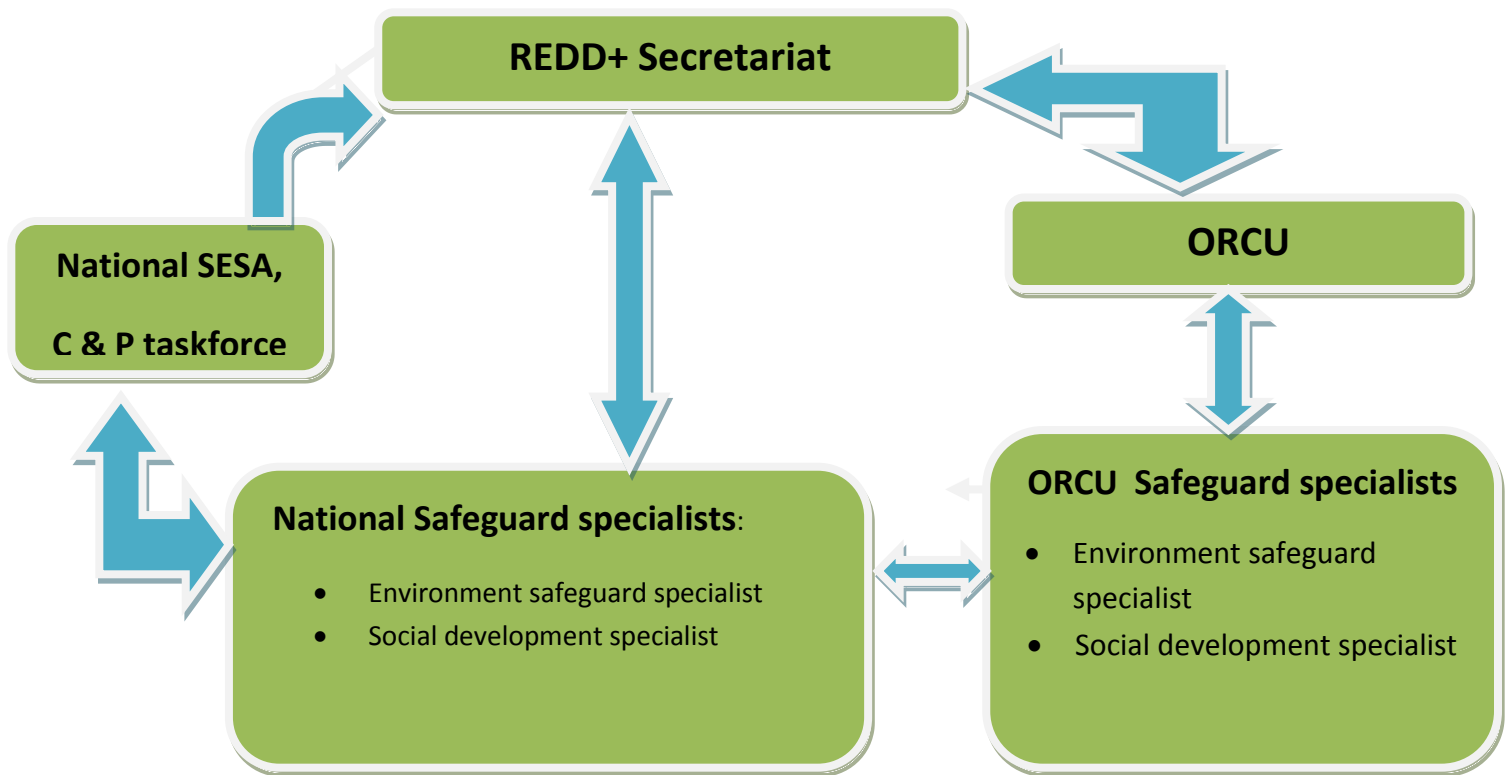 REDD+ Secretariat
National SESA,
C & P taskforce
ORCU
National Safeguard specialists:
• Environment safeguard specialist
• Social development specialist
ORCU Safeguard specialists
• Environment safeguard
specialist
• Social development specialist